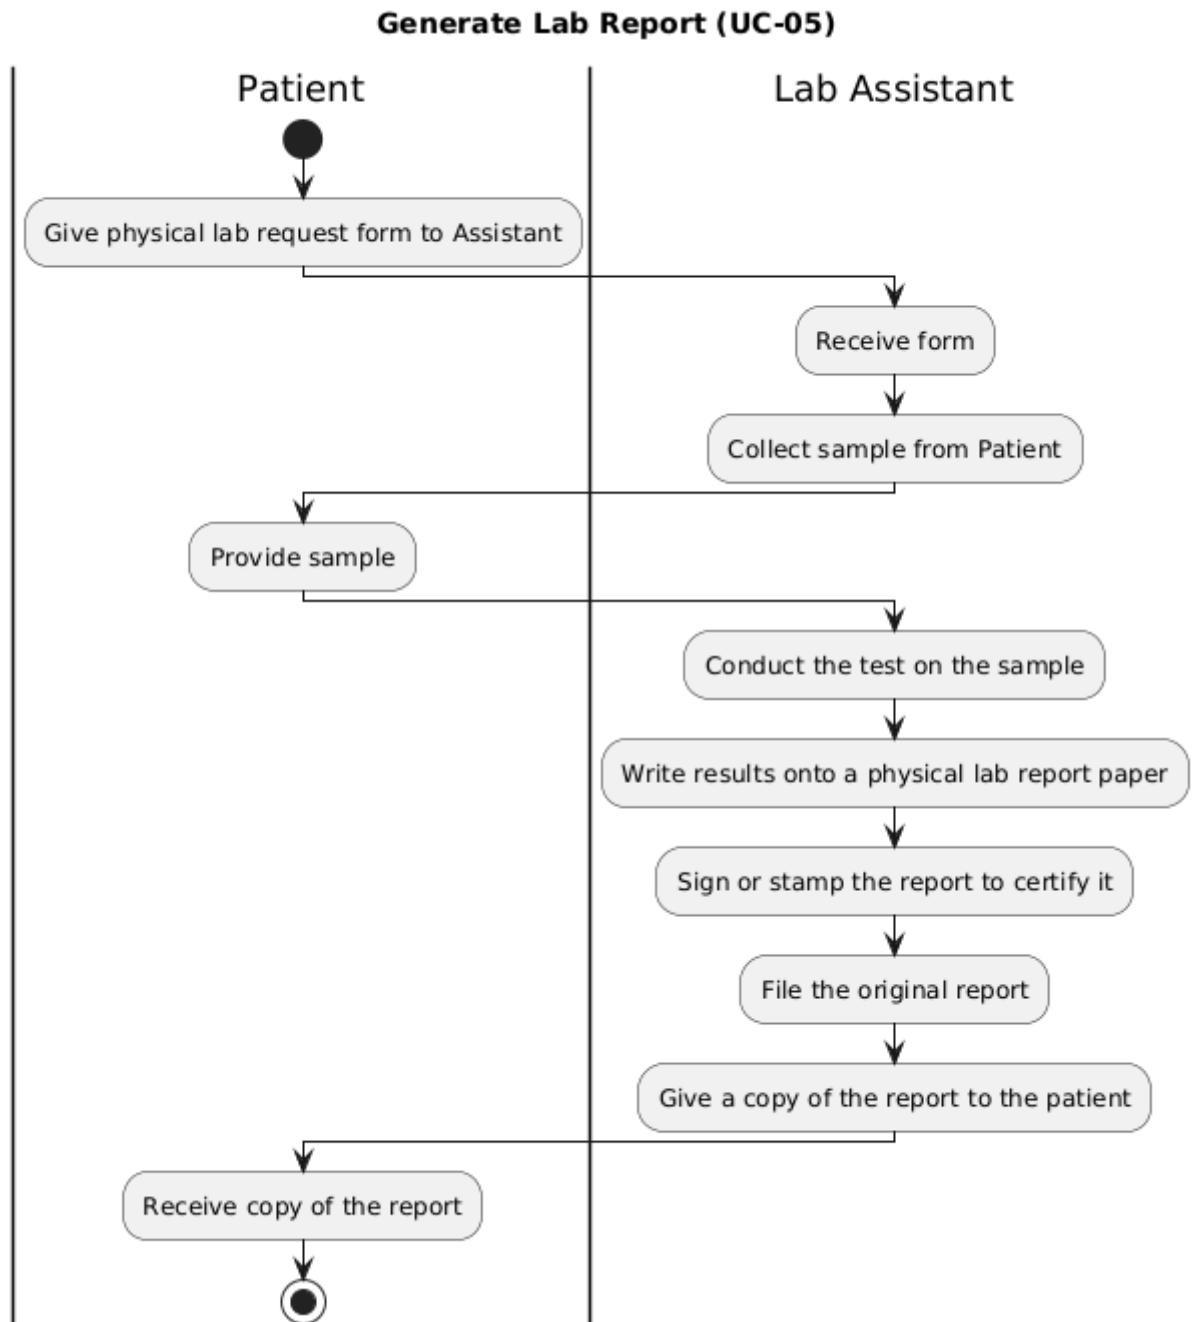 Generate Lab Report (UC-05)
Patient
Lab Assistant
Give physical lab request form to Assistant
Receive form
Collect sample from Patient
Provide sample
Conduct the test on the sample
Write results onto a physical lab report paper
Sign or stamp the report to certify it
File the original report
Give a copy of the report to the patient
Receive copy of the report